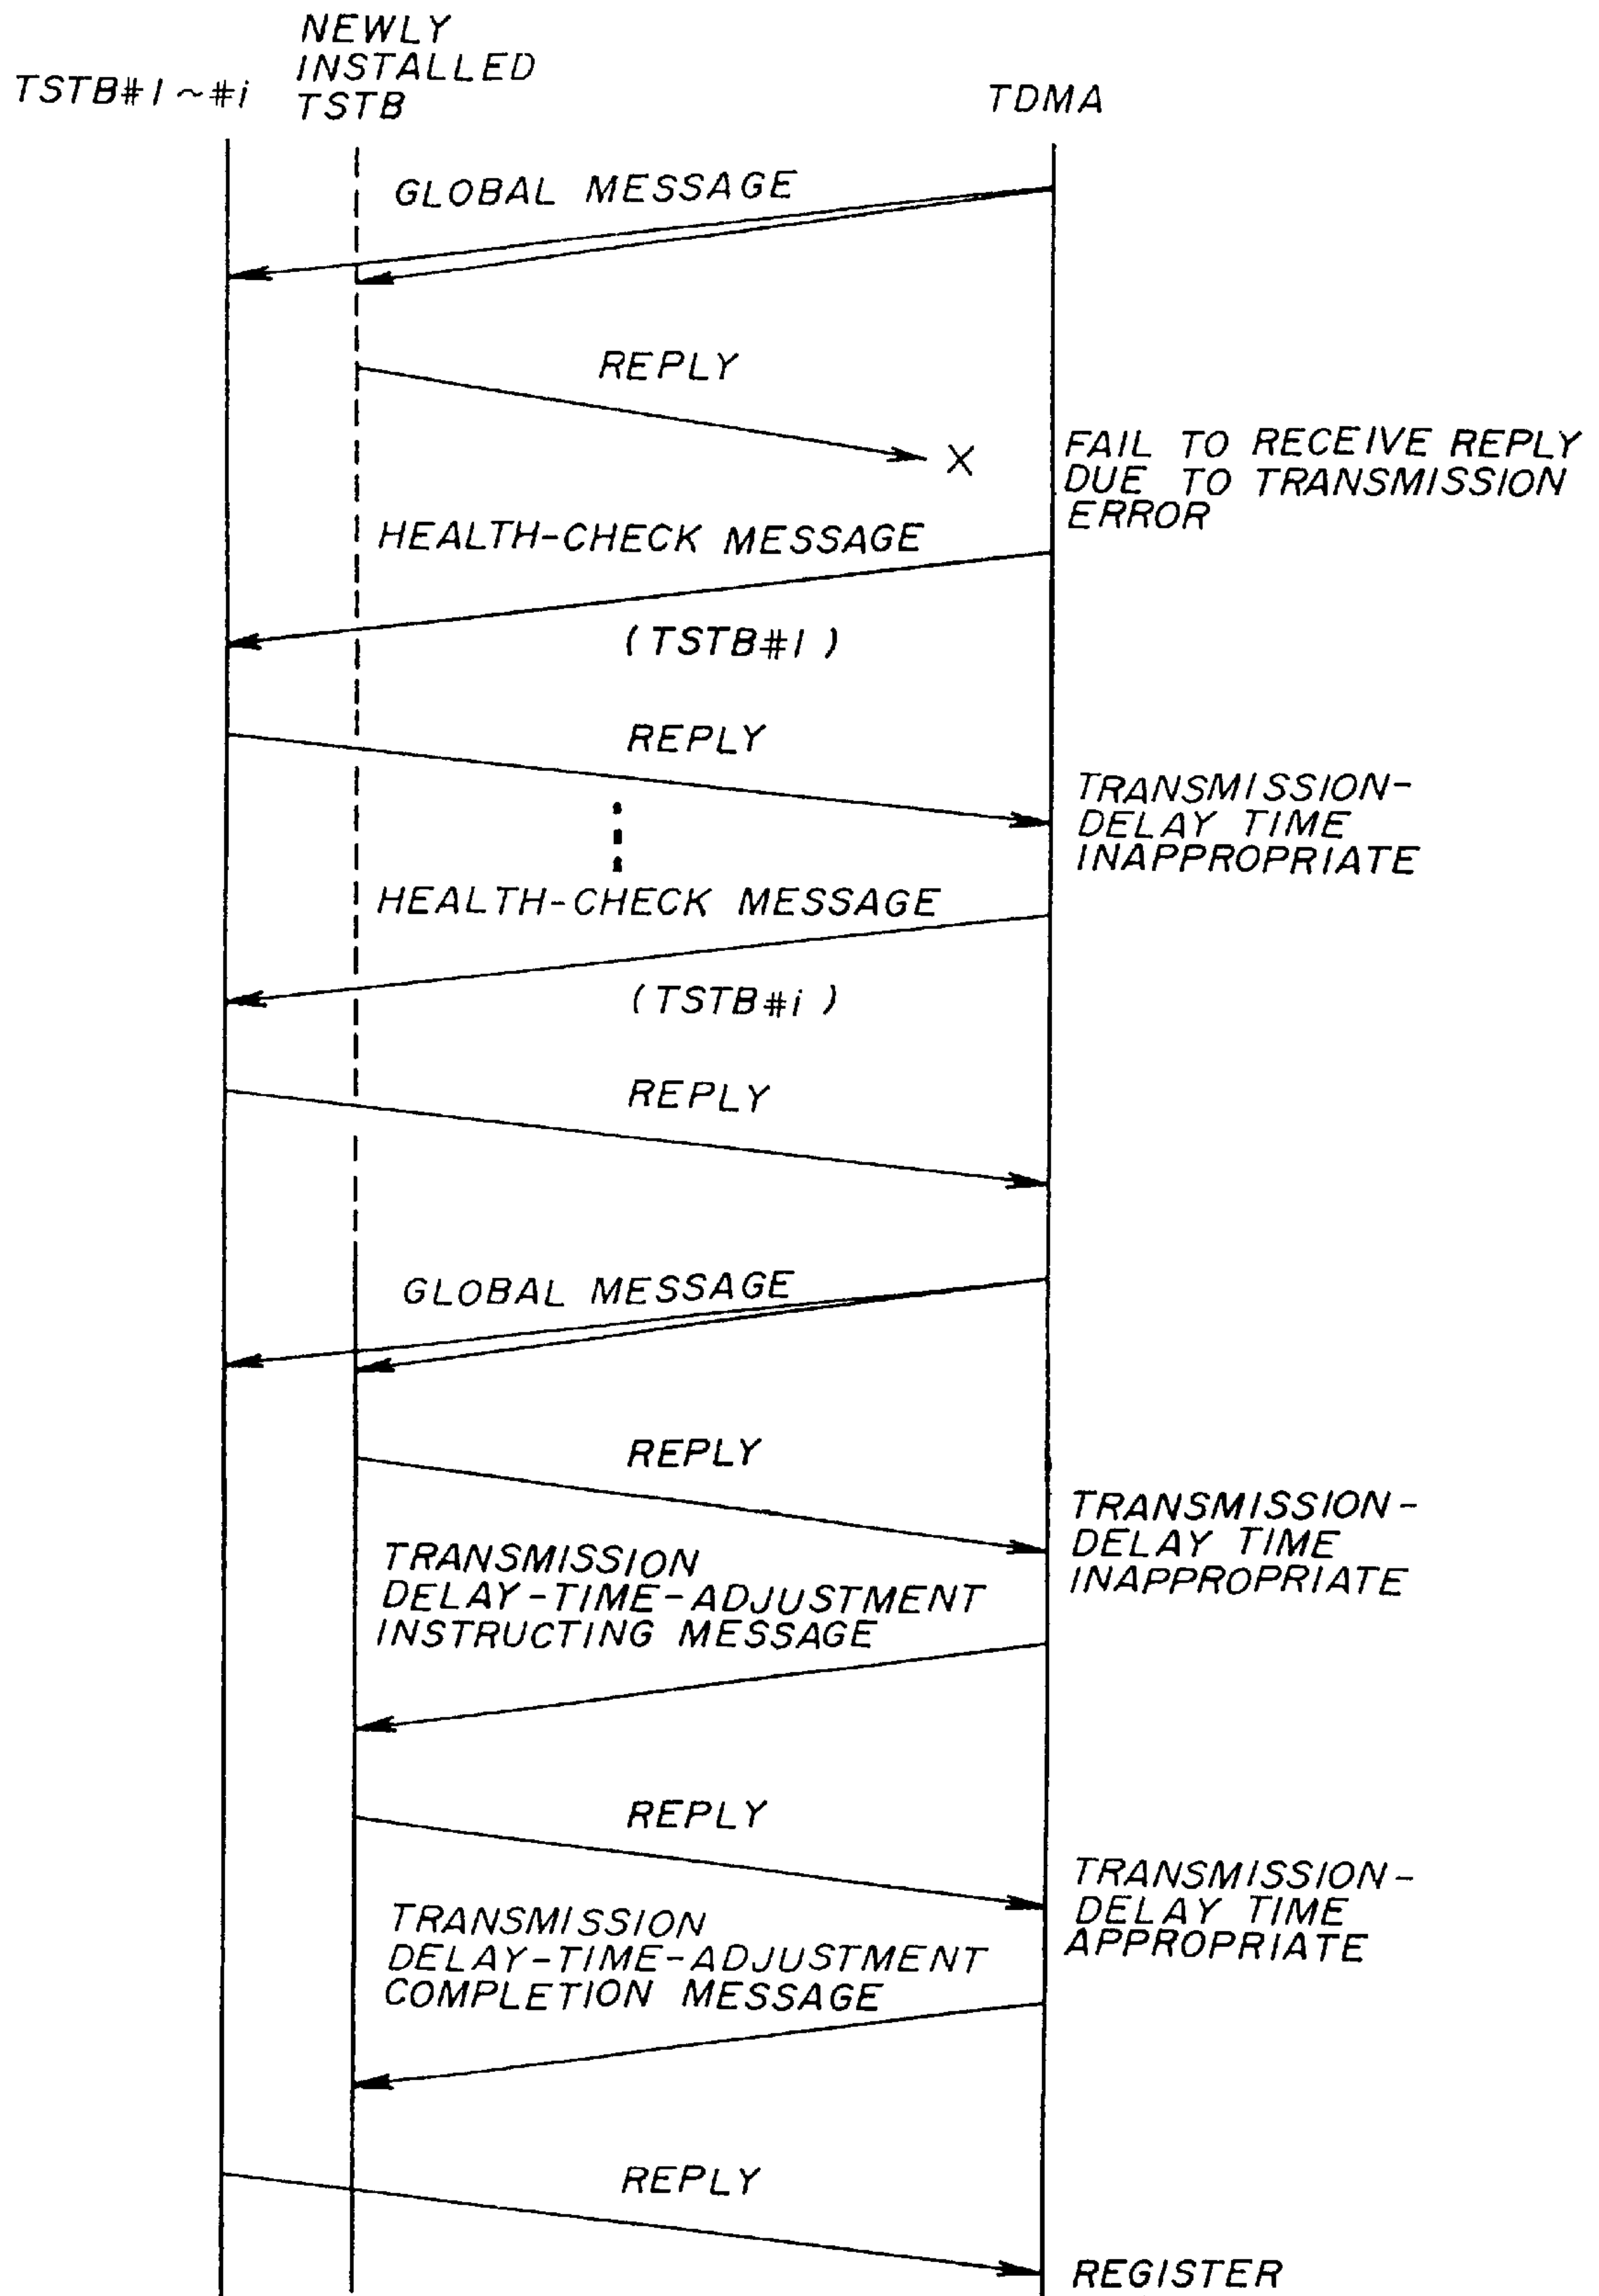 NEWLY
INSTALLED
TSTB
TSTB#1~#i
TDMA
GLOBAL MESSAGE
REPLY
X
FAIL TO RECEIVE REPLY
DUE TO TRANSMISSION
ERROR
HEALTH-CHECK MESSAGE
(TSTB#1)
REPLY
TRANSMISSION-
DELAY TIME
INAPPROPRIATE
HEALTH-CHECK MESSAGE
(TSTB#i)
REPLY
GLOBAL MESSAGE
REPLY
TRANSMISSION-
DELAY TIME
INAPPROPRIATE
TRANSMISSION
DELAY-TIME-ADJUSTMENT
INSTRUCTING MESSAGE
REPLY
TRANSMISSION-
DELAY TIME
APPROPRIATE
TRANSMISSION
DELAY-TIME-ADJUSTMENT
COMPLETION MESSAGE
REPLY
REGISTER